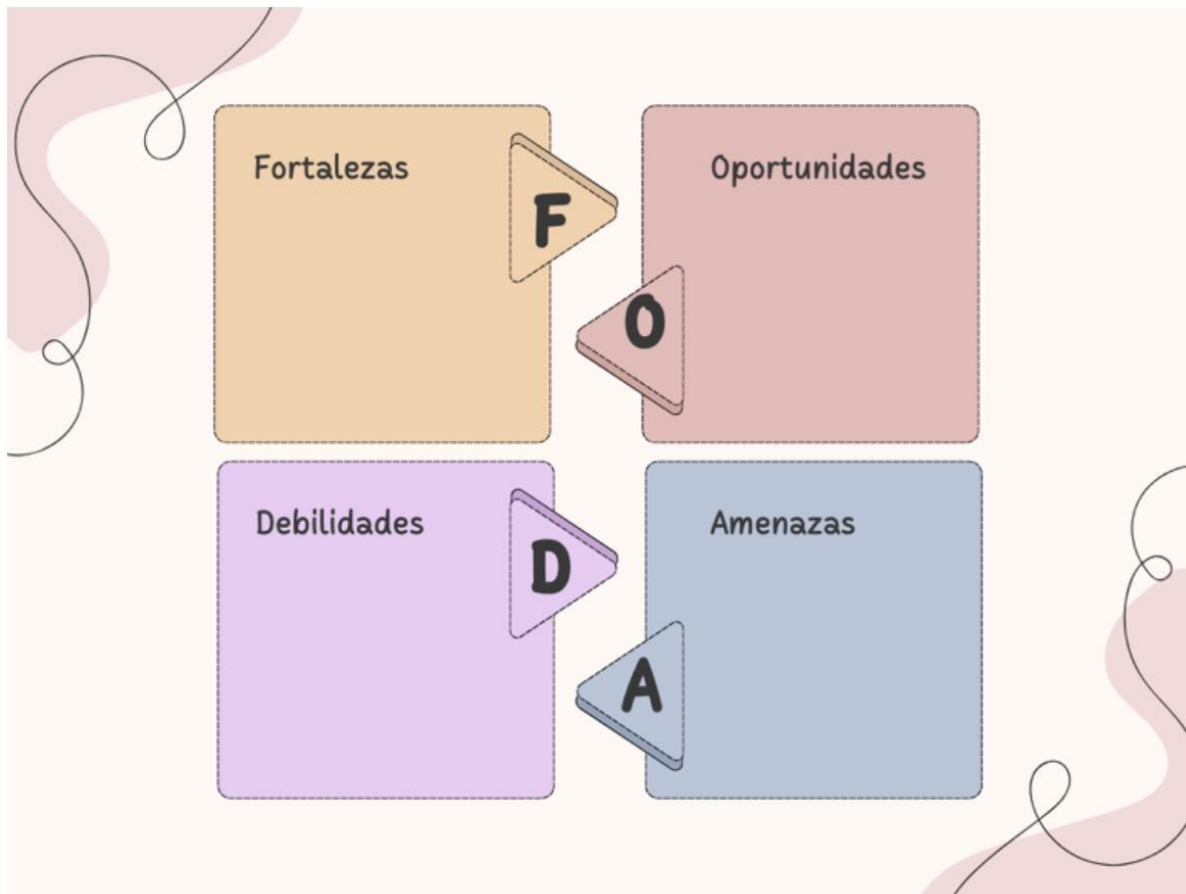 Fortalezas
F
Oportunidades
O
Debilidades
D
Amenazas
A